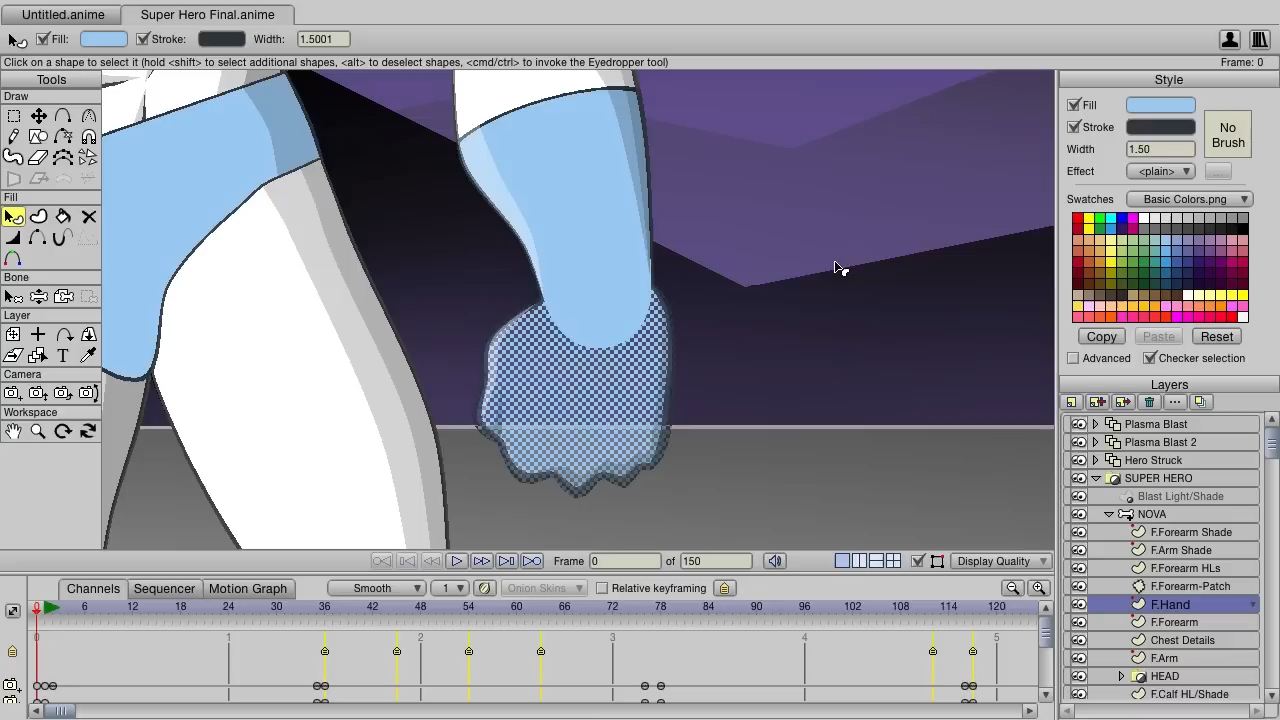 Untitled.anime Super Hero Final.anime
Fill: Stroke: Width: 1.5001
Click on a shape to select it (hold <shift> to select additional shapes, <alt> to deselect shapes, <cmd/ctrl> to invoke the Eyedropper tool) Frame: 0
Tools
Draw
Fill
Bone
Layer
T
Camera
Workspace
Style
Fill
Stroke
No Brush
Width 1.50
Effect <plain> ...
Swatches Basic Colors.png
Copy Paste Reset
Advanced Checker selection
Layers
Plasma Blast
Plasma Blast 2
Hero Struck
SUPER HERO
Blast Light/Shade
NOVA
F.Forearm Shade
F.Arm Shade
F.Forearm HLs
F.Forearm-Patch
F.Hand
F.Forearm
Chest Details
F.Arm
HEAD
F.Calf HL/Shade
Frame 0 of 150 Display Quality
Channels Sequencer Motion Graph Smooth 1 Onion Skins Relative keyframing
0 6 12 18 24 30 36 42 48 54 60 66 72 78 84 90 96 102 108 114 120
0 1 2 3 4 5